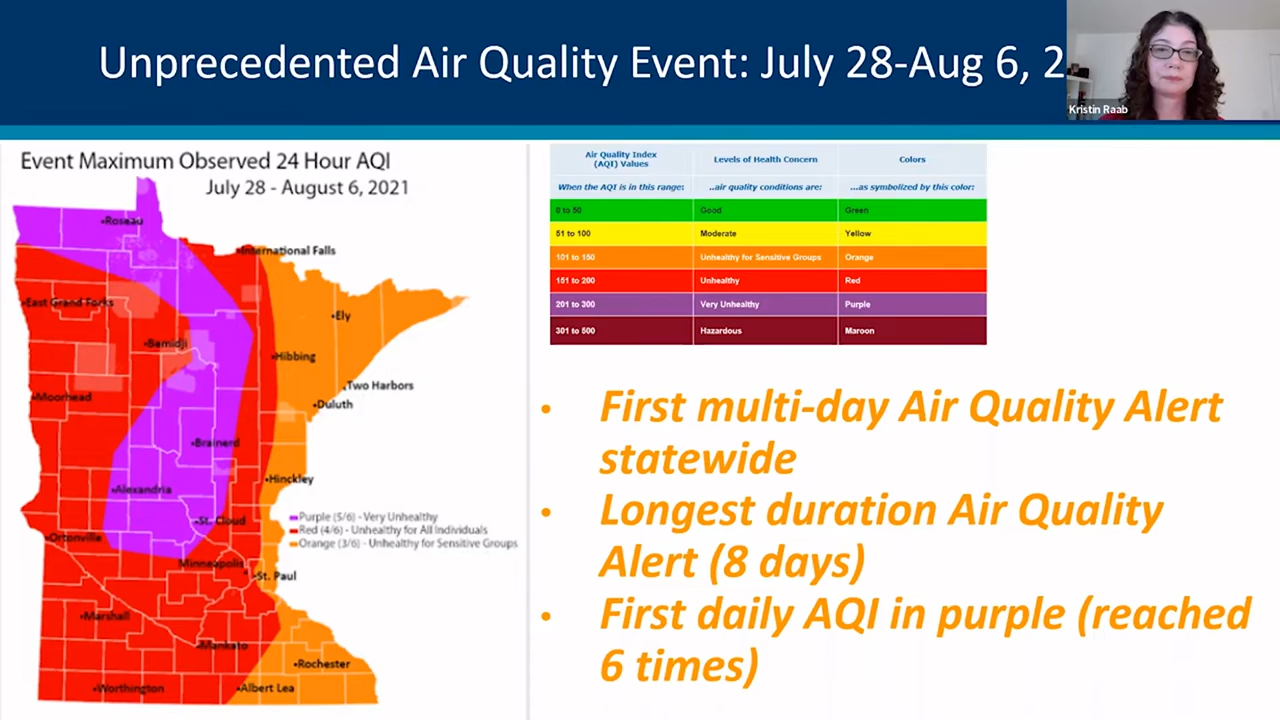 Unprecedented Air Quality Event: July 28-Aug 6, 2
Kristin Raab
Event Maximum Observed 24 Hour AQI
July 28 - August 6, 2021
Roseau
International Falls
East Grand Forks
Ely
Bemidji
Hibbing
Two Harbors
Moorhead
Duluth
Brainerd
Hinckley
Alexandria
Purple (5/6) - Very Unhealthy
St. Cloud
Red (4/6) - Unhealthy for All Individuals
Ortonville
Orange (3/6) - Unhealthy for Sensitive Groups
Minneapolis
St. Paul
Marshall
Mankato
Rochester
Worthington
Albert Lea
Air Quality Index (AQI) Values Levels of Health Concern Colors
When the AQI is in this range: ..air quality conditions are: ...as symbolized by this color:
0 to 50 Good Green
51 to 100 Moderate Yellow
101 to 150 Unhealthy for Sensitive Groups Orange
151 to 200 Unhealthy Red
201 to 300 Very Unhealthy Purple
301 to 500 Hazardous Maroon
• First multi-day Air Quality Alert
statewide
• Longest duration Air Quality
Alert (8 days)
• First daily AQI in purple (reached
6 times)